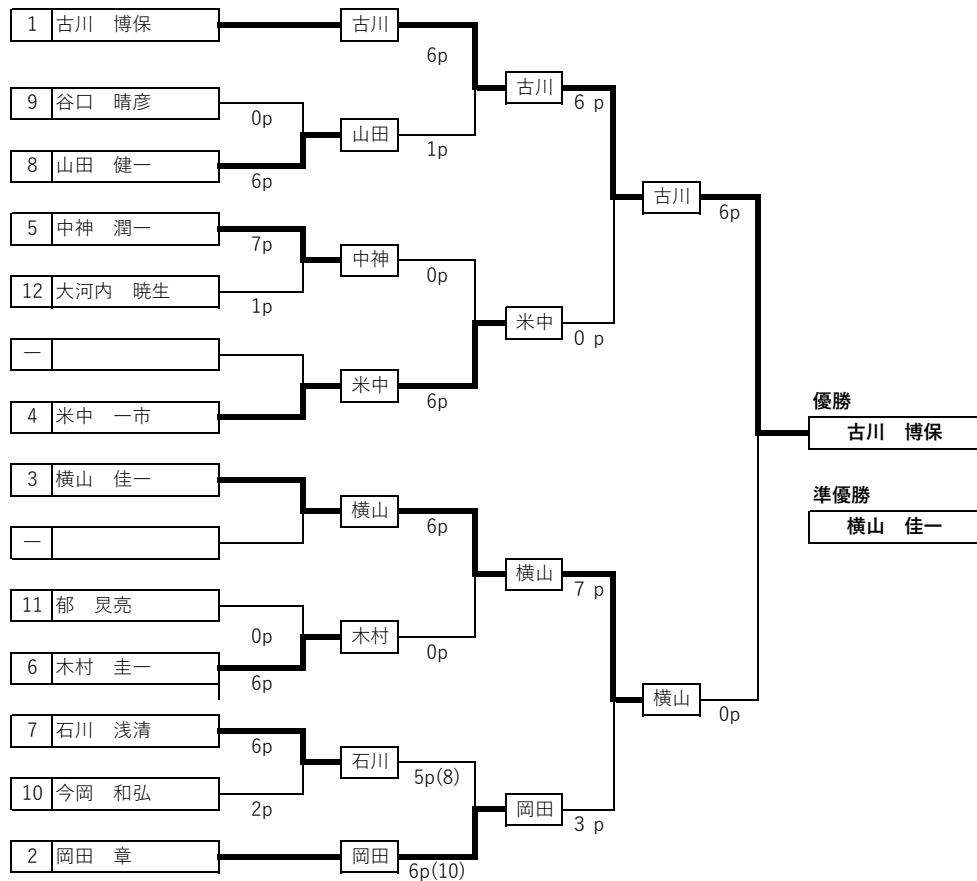 1 古川　博保 古川
6p
古川
9 谷口　晴彦 6 p
0p 山田
8 山田　健一 1p
6p
古川
5 中神　潤一 6p
7p 中神
12 大河内　暁生 0p
1p 米中
— 0 p
米中
4 米中　一市 6p
優勝
古川　博保
3 横山　佳一
横山
準優勝
— 6p
横山　佳一
横山
11 郁　炅亮 7 p
0p 木村
6 木村　圭一 0p
6p
横山
7 石川　浅清 0p
6p 石川
10 今岡　和弘 5p(8)
2p 岡田
3 p
2 岡田　章 岡田
6p(10)